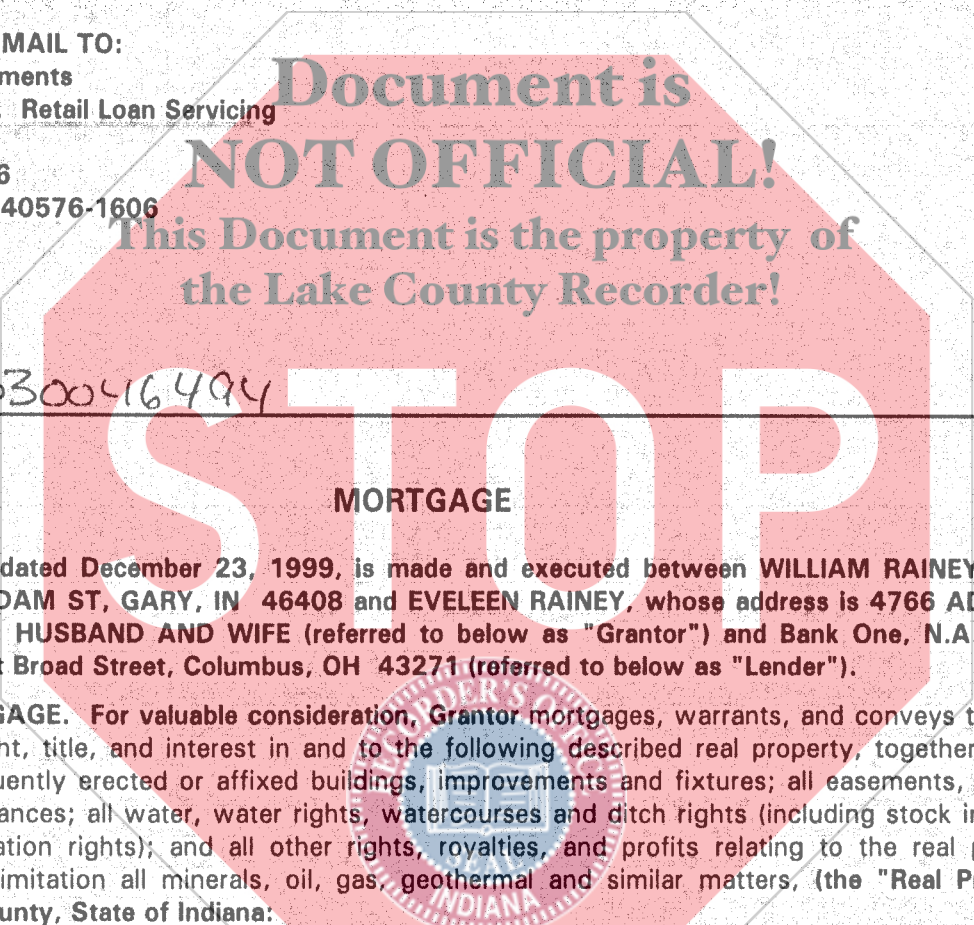 MAIL TO:
ments
Retail Loan Servicing
Document is
NOT OFFICIAL!
6
40576-1606
This Document is the property of
the Lake County Recorder!
300416494
STOP
MORTGAGE
dated December 23, 1999, is made and executed between WILLIAM RAINEY
DAM ST, GARY, IN 46408 and EVELEEN RAINEY, whose address is 4766 AD
HUSBAND AND WIFE (referred to below as "Grantor") and Bank One, N.A.
t Broad Street, Columbus, OH 43271 (referred to below as "Lender").
GAGE. For valuable consideration, Grantor mortgages, warrants, and conveys t
ht, title, and interest in and to the following described real property, together
uently erected or affixed buildings, improvements and fixtures; all easements,
ances; all water, water rights, watercourses and ditch rights (including stock i
ation rights); and all other rights, royalties, and profits relating to the real p
imitation all minerals, oil, gas, geothermal and similar matters, (the "Real P
ounty, State of Indiana:
RECORDER'S OFFICE
SEAL
INDIANA